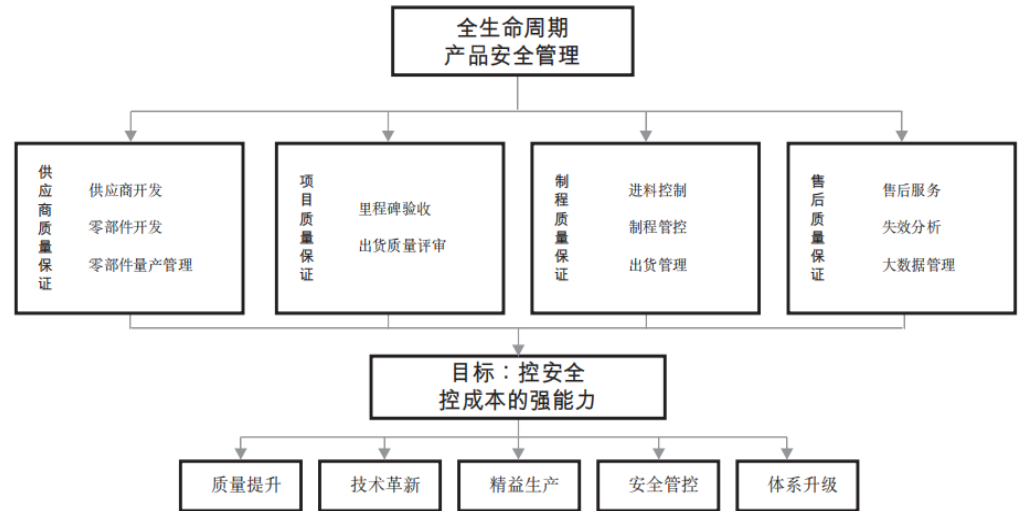 全生命周期
产品安全管理
供应商质量保证
供应商开发
零部件开发
零部件量产管理
项目质量保证
里程碑验收
出货质量评审
制程质量保证
进料控制
制程管控
出货管理
售后质量保证
售后服务
失效分析
大数据管理
目标：控安全
控成本的强能力
质量提升
技术革新
精益生产
安全管控
体系升级